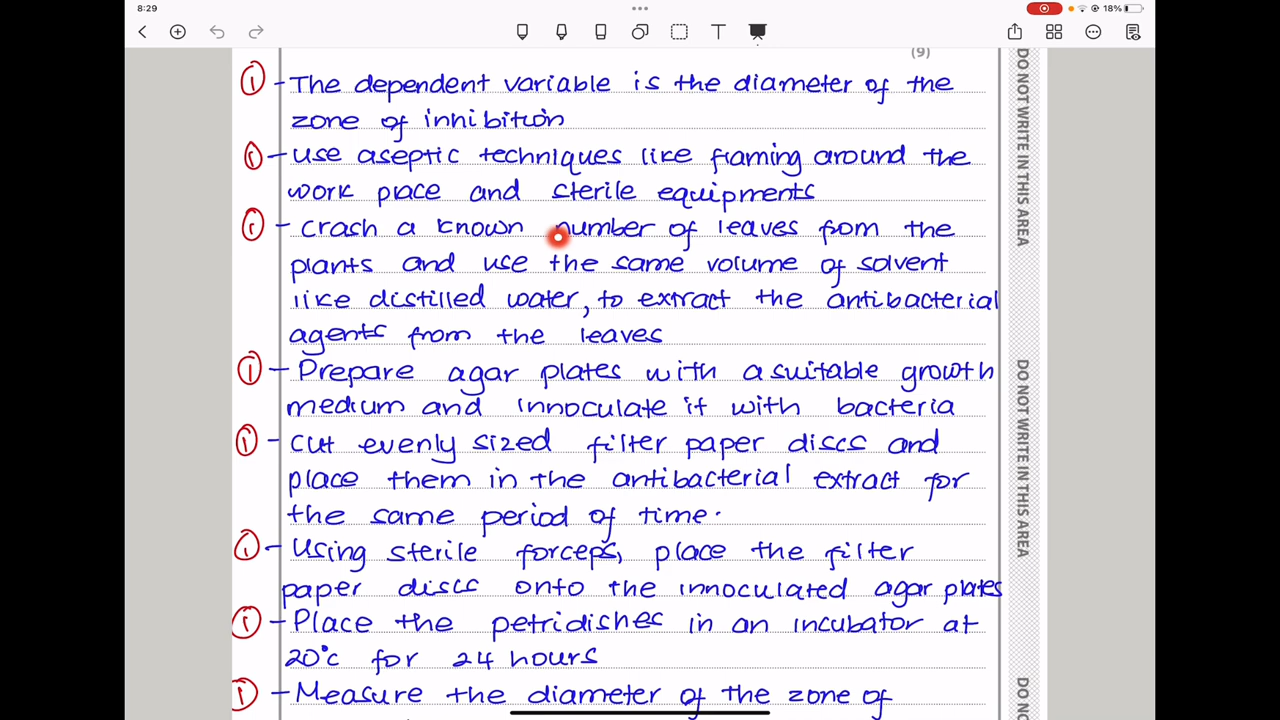 8:29
18%
(9)
① - The dependent variable is the diameter of the
zone of inhibition
① - Use aseptic techniques like flaming around the
work place and sterile equipments
① - Crash a known number of leaves from the
plants and use the same volume of solvent
like distilled water, to extract the antibacterial
agents from the leaves
① - Prepare agar plates with a suitable growth
medium and innoculate it with bacteria
① - Cut evenly sized filter paper discs and
place them in the antibacterial extract for
the same period of time.
① - Using sterile forceps, place the filter
paper discs onto the innoculated agar plates
① - Place the petridishes in an incubator at
20°c for 24 hours
① - Measure the diameter of the zone of
DO NOT WRITE IN THIS AREA
DO NOT WRITE IN THIS AREA
DO NO